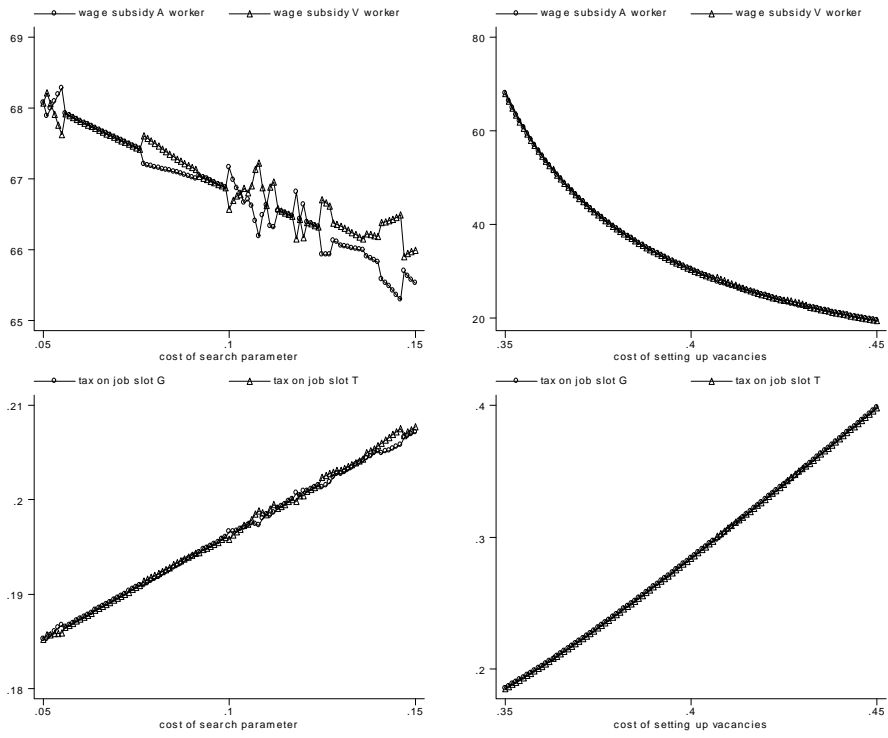 wage subsidy A worker wage subsidy V worker
69
68
67
66
65
.05 .1 .15
cost of search parameter
wage subsidy A worker wage subsidy V worker
80
60
40
20
.35 .4 .45
cost of setting up vacancies
tax on job slot G tax on job slot T
.21
.2
.19
.18
.05 .1 .15
cost of search parameter
tax on job slot G tax on job slot T
.4
.3
.2
.35 .4 .45
cost of setting up vacancies